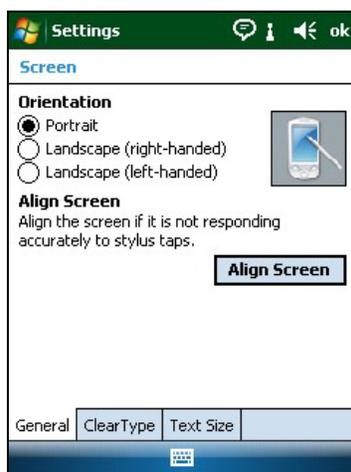 Settings
ok
Screen
Orientation
Portrait
Landscape (right-handed)
Landscape (left-handed)
Align Screen
Align the screen if it is not responding
accurately to stylus taps.
Align Screen
General ClearType Text Size